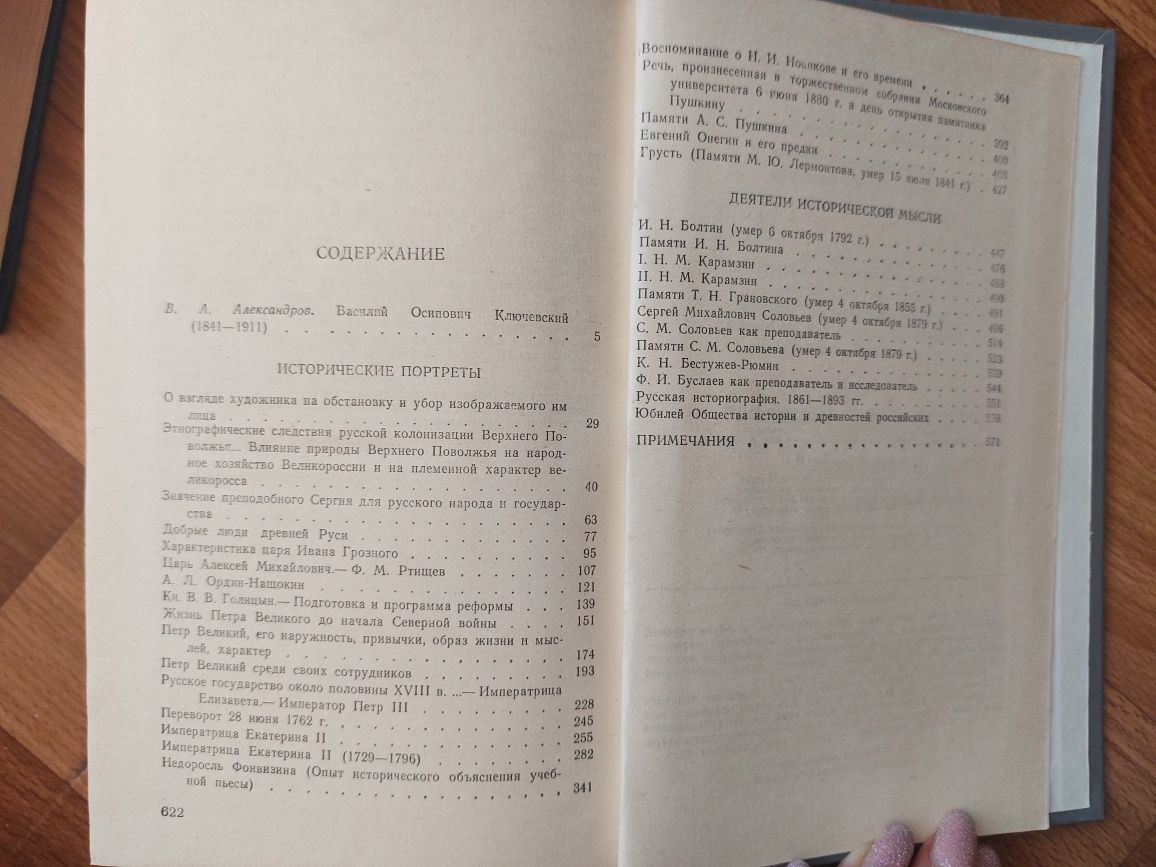 СОДЕРЖАНИЕ
В. А. Александров. Василий Осипович Ключевский
(1841—1911) . . . . . . . . . . . . . . . . 5
ИСТОРИЧЕСКИЕ ПОРТРЕТЫ
О взгляде художника на обстановку и убор изображаемого им
лица . . . . . . . . . . . . . . . . . . 29
Этнографические следствия русской колонизации Верхнего По-
волжья... Влияние природы Верхнего Поволжья на народ-
ное хозяйство Великороссии и на племенной характер ве-
ликоросса . . . . . . . . . . . . . . . . 40
Значение преподобного Сергия для русского народа и государ-
ства . . . . . . . . . . . . . . . . . . 63
Добрые люди древней Руси . . . . . . . . . . . 77
Характеристика царя Ивана Грозного . . . . . . . . 95
Царь Алексей Михайлович.— Ф. М. Ртищев . . . . . . 107
А. Л. Ордин-Нащокин . . . . . . . . . . . . . 121
Кн. В. В. Голицын.— Подготовка и программа реформы . . . 139
Жизнь Петра Великого до начала Северной войны . . . . 151
Петр Великий, его наружность, привычки, образ жизни и мыс-
лей, характер . . . . . . . . . . . . . . 174
Петр Великий среди своих сотрудников . . . . . . . . 193
Русское государство около половины XVIII в. ...— Императрица
Елизавета.— Император Петр III . . . . . . . . 228
Переворот 28 июня 1762 г. . . . . . . . . . . . . 245
Императрица Екатерина II . . . . . . . . . . . . 255
Императрица Екатерина II (1729—1796) . . . . . . . 282
Недоросль Фонвизина (Опыт исторического объяснения учеб-
ной пьесы) . . . . . . . . . . . . . . . . 341
622
Воспоминание о Н. И. Новикове и его времени . . . . . . 364
Речь, произнесенная в торжественном собрании Московского
университета 6 июня 1880 г. в день открытия памятника
Пушкину . . . . . . . . . . . . . . . . 392
Памяти А. С. Пушкина . . . . . . . . . . . . . 400
Евгений Онегин и его предки . . . . . . . . . . . 403
Грусть (Памяти М. Ю. Лермонтова, умер 15 июля 1841 г.) . 427
ДЕЯТЕЛИ ИСТОРИЧЕСКОЙ МЫСЛИ
И. Н. Болтин (умер 6 октября 1792 г.) . . . . . . . . 447
Памяти И. Н. Болтина . . . . . . . . . . . . . 476
I. Н. М. Карамзин . . . . . . . . . . . . . . 488
II. Н. М. Карамзин . . . . . . . . . . . . . . 490
Памяти Т. Н. Грановского (умер 4 октября 1855 г.) . . . . 491
Сергей Михайлович Соловьев (умер 4 октября 1879 г.) . . . 496
С. М. Соловьев как преподаватель . . . . . . . . . 514
Памяти С. М. Соловьева (умер 4 октября 1879 г.) . . . . . 523
К. Н. Бестужев-Рюмин . . . . . . . . . . . . . 539
Ф. И. Буслаев как преподаватель и исследователь . . . . . 544
Русская историография. 1861—1893 гг. . . . . . . . . 551
Юбилей Общества истории и древностей российских . . . . 559
ПРИМЕЧАНИЯ . . . . . . . . . . . . . . . . 571